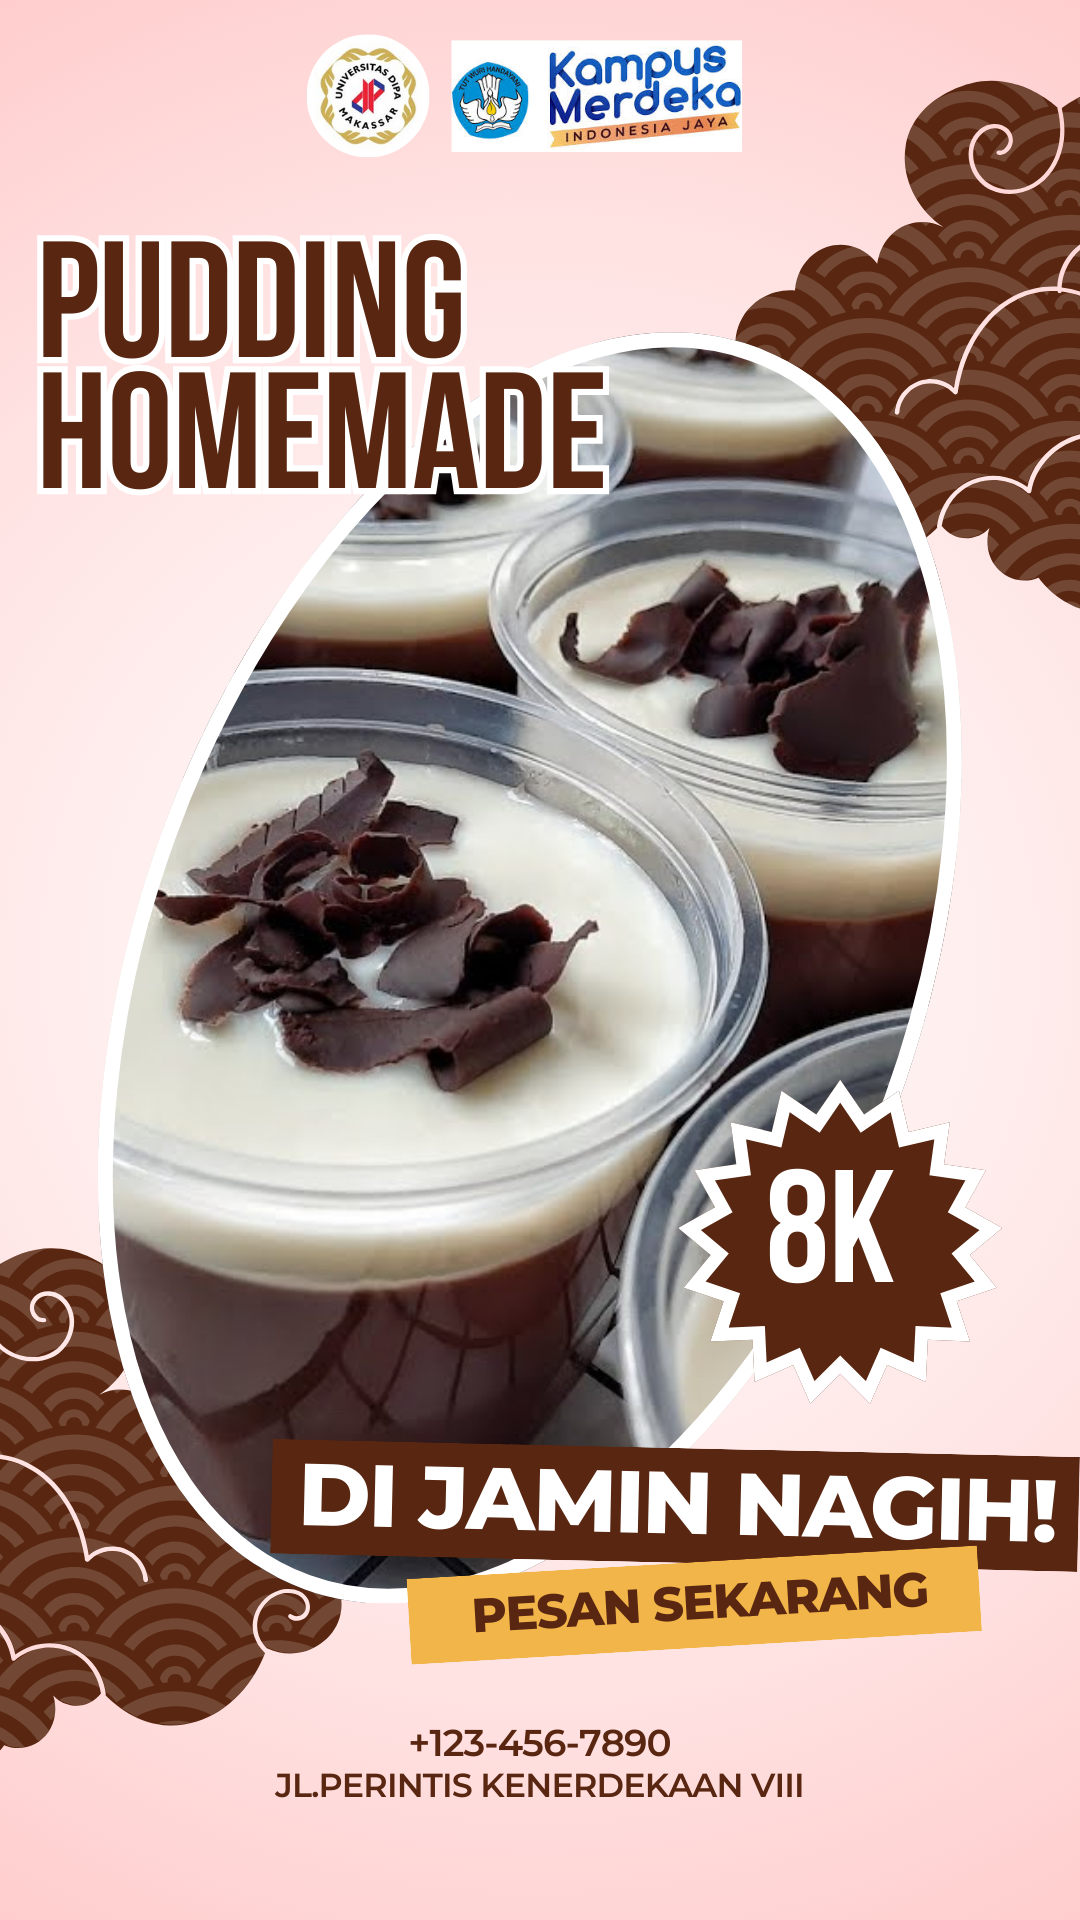 UNIVERSITAS DIPA
MAKASSAR
TUT WURI HANDAYANI
Kampus
Merdeka
INDONESIA JAYA
PUDDING
HOMEMADE
8K
DI JAMIN NAGIH!
PESAN SEKARANG
+123-456-7890
JL.PERINTIS KENERDEKAAN VIII